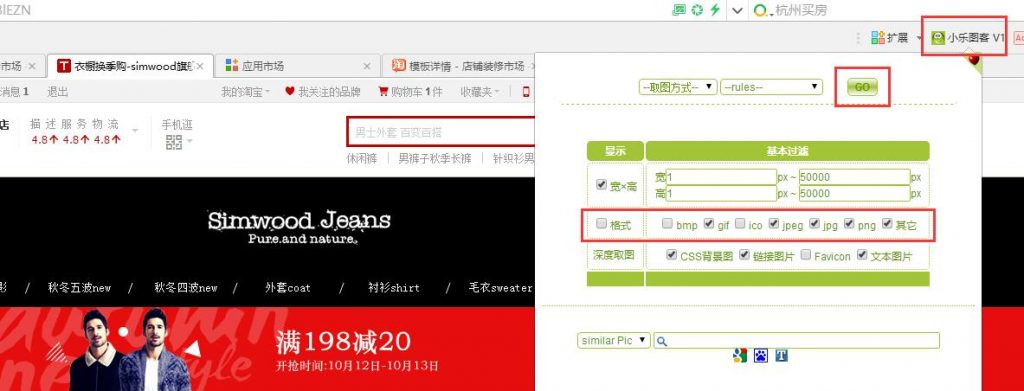 BIEZN
杭州买房
扩展
小乐图客 V1
市场
衣橱换季购-simwood旗
应用市场
模板详情 - 店铺装修市场 -
消息 1 退出
我的淘宝 我关注的品牌 购物车 1 件 收藏夹
店
描 述 服 务 物 流
4.8 4.8 4.8
手机逛
男士外套 百变百搭
休闲裤 男裤子秋季长裤 针织衫男
Simwood Jeans
Pure.and nature.
影 / 秋冬五波new / 秋冬四波new / 外套coat / 衬衫shirt / 毛衣sweater
满198减20
开抢时间:10月12日-10月13日
--取图方式-- --rules-- GO
显示 基本过滤
宽×高 宽1 px ~ 50000 px
高1 px ~ 50000 px
格式 bmp gif ico jpeg jpg png 其它
深度取图 CSS背景图 链接图片 Favicon 文本图片
similar Pic